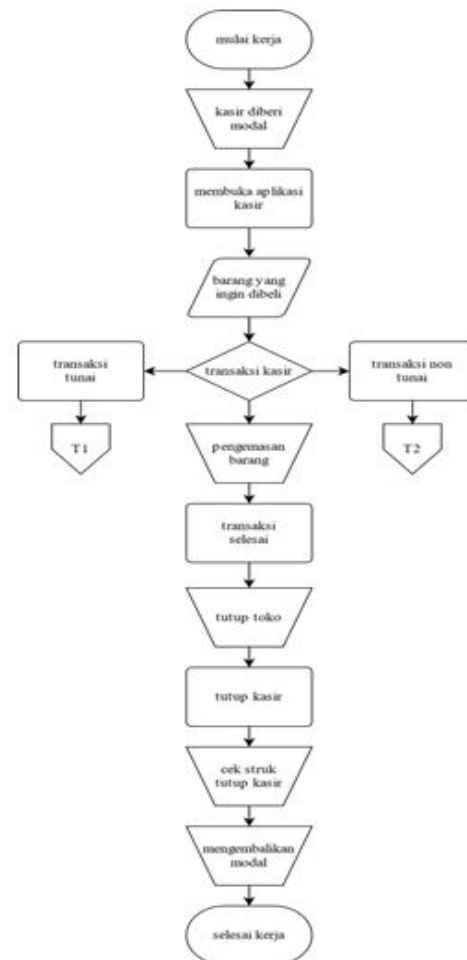 mulai kerja
kasir diberi
modal
membuka aplikasi
kasir
barang yang
ingin dibeli
transaksi
tunai
transaksi kasir
transaksi non
tunai
T1
T2
pengemasan
barang
transaksi
selesai
tutup toko
tutup kasir
cek struk
tutup kasir
mengembalikan
modal
selesai kerja